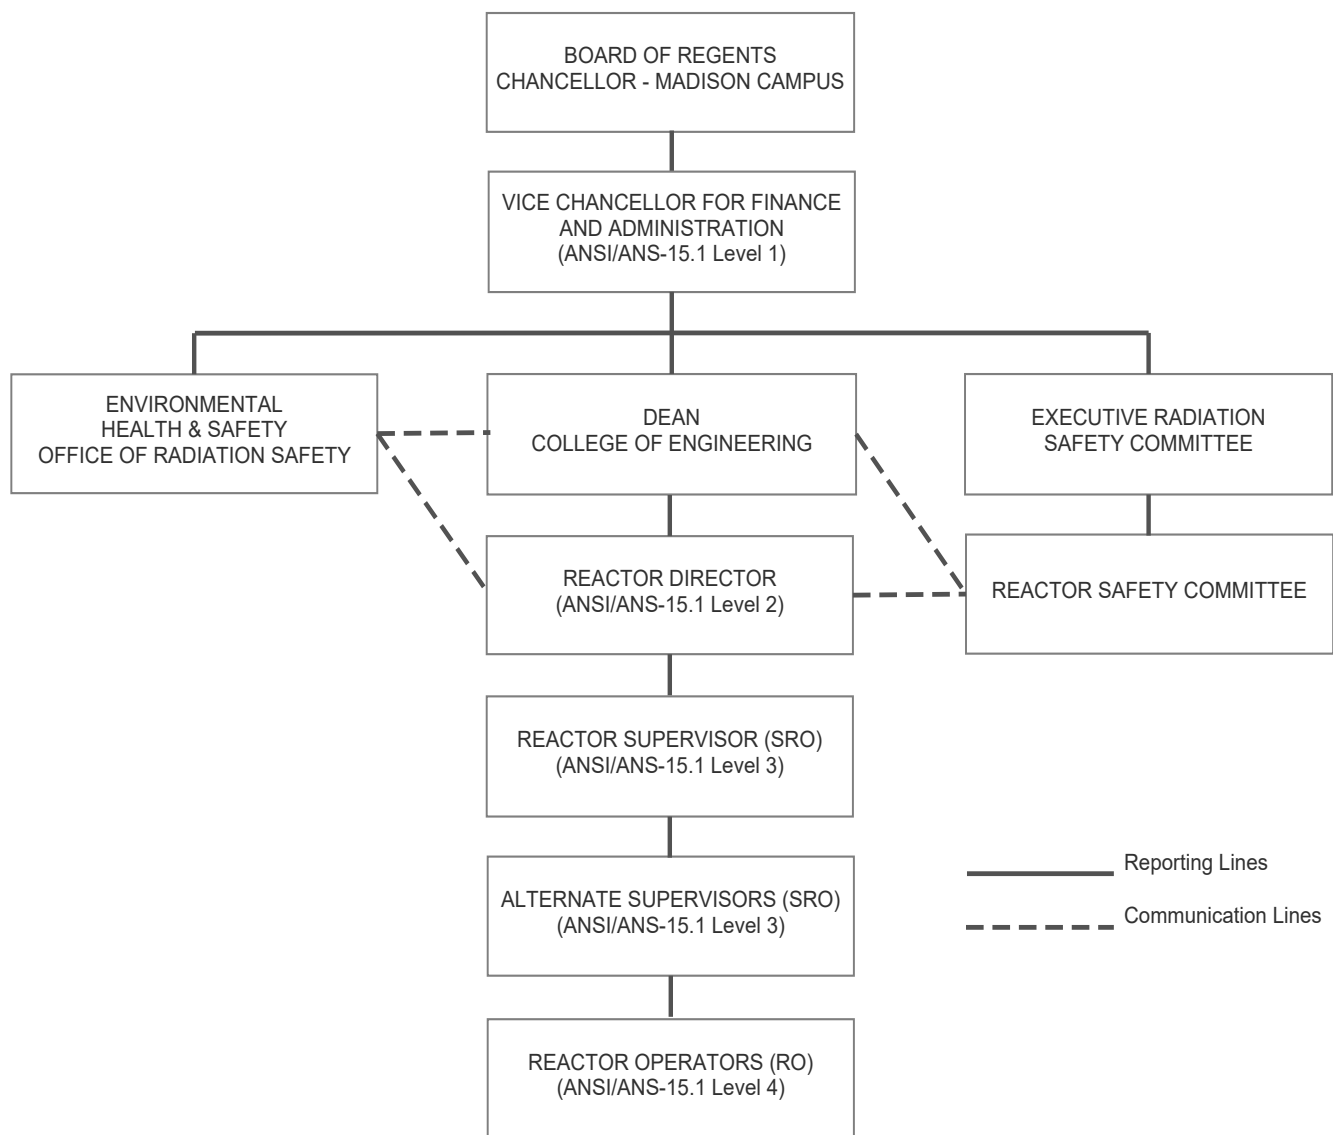 BOARD OF REGENTS
CHANCELLOR - MADISON CAMPUS
VICE CHANCELLOR FOR FINANCE
AND ADMINISTRATION
(ANSI/ANS-15.1 Level 1)
ENVIRONMENTAL
HEALTH & SAFETY
OFFICE OF RADIATION SAFETY
DEAN
COLLEGE OF ENGINEERING
EXECUTIVE RADIATION
SAFETY COMMITTEE
REACTOR DIRECTOR
(ANSI/ANS-15.1 Level 2)
REACTOR SAFETY COMMITTEE
REACTOR SUPERVISOR (SRO)
(ANSI/ANS-15.1 Level 3)
ALTERNATE SUPERVISORS (SRO)
(ANSI/ANS-15.1 Level 3)
Reporting Lines
Communication Lines
REACTOR OPERATORS (RO)
(ANSI/ANS-15.1 Level 4)